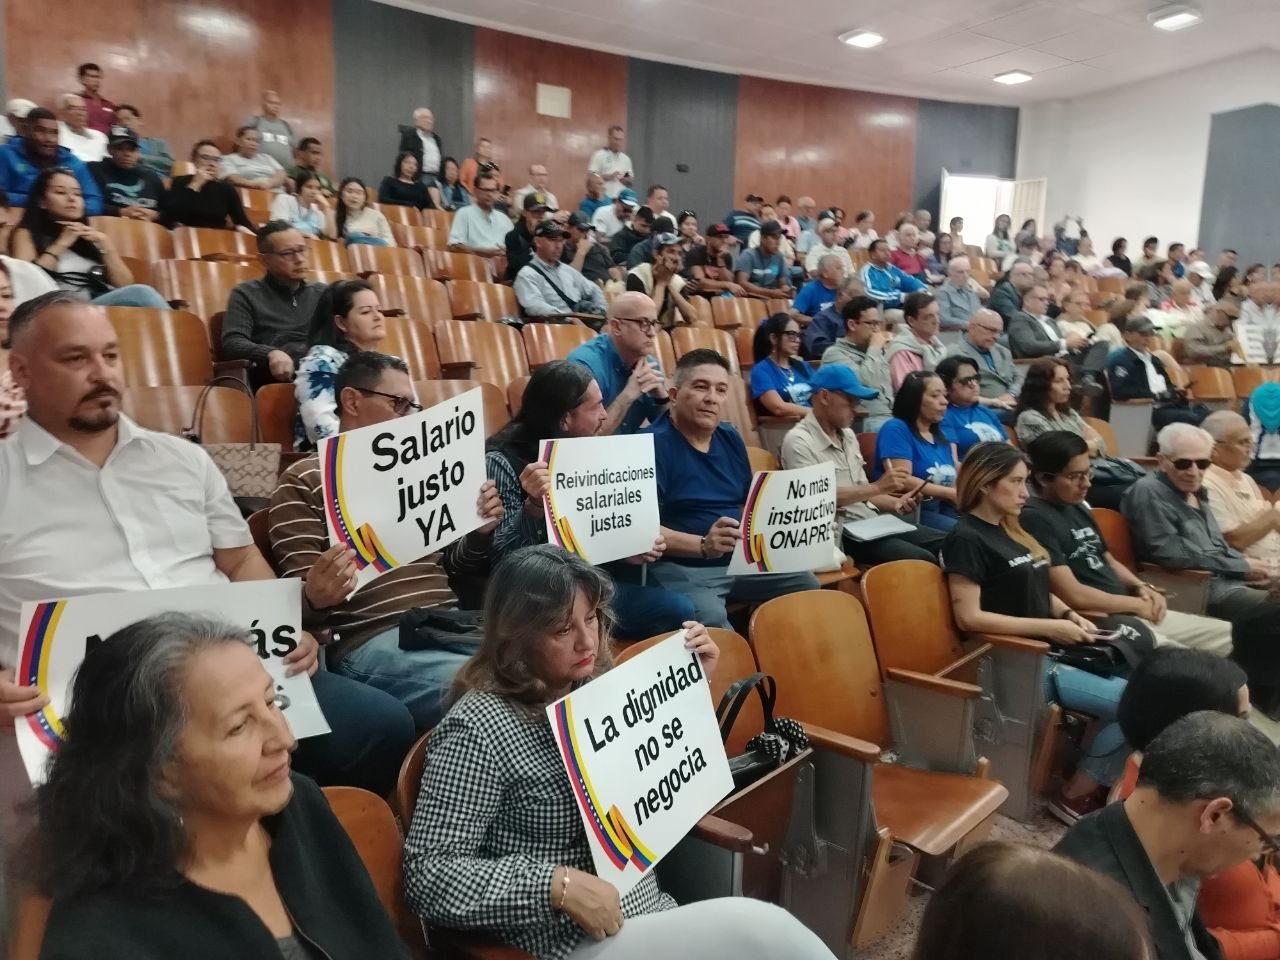 Salario
justo
YA
Reivindicaciones
salariales
justas
No más
instructivo
ONAPRE
La dignidad
no se
negocia